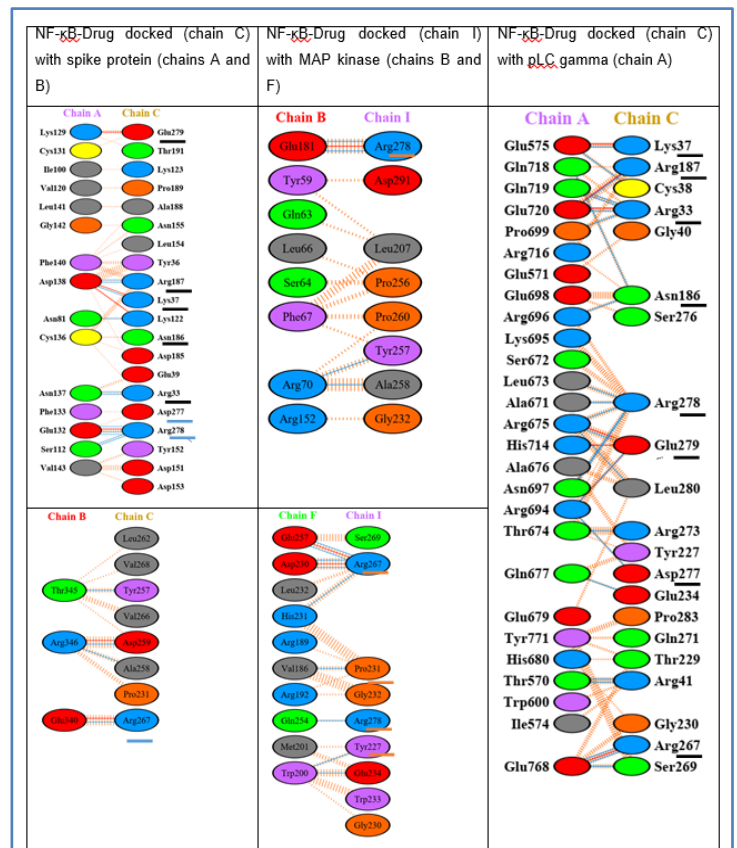 NF-κB-Drug docked (chain C)
with spike protein (chains A and
B)
Chain A Chain C
Lys129 Glu279
Cys131 Thr191
Ile100 Lys123
Val120 Pro189
Leu141 Ala188
Gly142 Asn155
Leu154
Phe140 Tyr36
Asp138 Arg187
Lys37
Asn81 Lys122
Cys136 Asn186
Asp185
Glu39
Asn137 Arg33
Phe133 Asp277
Glu132 Arg278
Ser112 Tyr152
Val143 Asp151
Asp153
NF-κB-Drug docked (chain I)
with MAP kinase (chains B and
F)
Chain B Chain I
Glu181 Arg278
Tyr59 Asp291
Gln63
Leu66 Leu207
Ser64 Pro256
Phe67 Pro260
Tyr257
Arg70 Ala258
Arg152 Gly232
NF-κB-Drug docked (chain C)
with pLC gamma (chain A)
Chain A Chain C
Glu575 Lys37
Gln718 Arg187
Gln719 Cys38
Glu720 Arg33
Pro699 Gly40
Arg716
Glu571
Glu698 Asn186
Arg696 Ser276
Lys695
Ser672
Leu673
Ala671 Arg278
Arg675
His714 Glu279
Ala676
Asn697 Leu280
Arg694
Thr674 Arg273
Tyr227
Gln677 Asp277
Glu234
Glu679 Pro283
Tyr771 Gln271
His680 Thr229
Thr570 Arg41
Trp600
Ile574 Gly230
Arg267
Glu768 Ser269
Chain B Chain C
Leu262
Val268
Thr345 Tyr257
Val266
Arg346 Asp259
Ala258
Pro231
Glu340 Arg267
Chain F Chain I
Glu257 Ser269
Asp230 Arg267
Leu232
His231
Arg189
Val186 Pro231
Arg192 Gly232
Gln254 Arg278
Met201 Tyr227
Trp200 Glu234
Trp233
Gly230